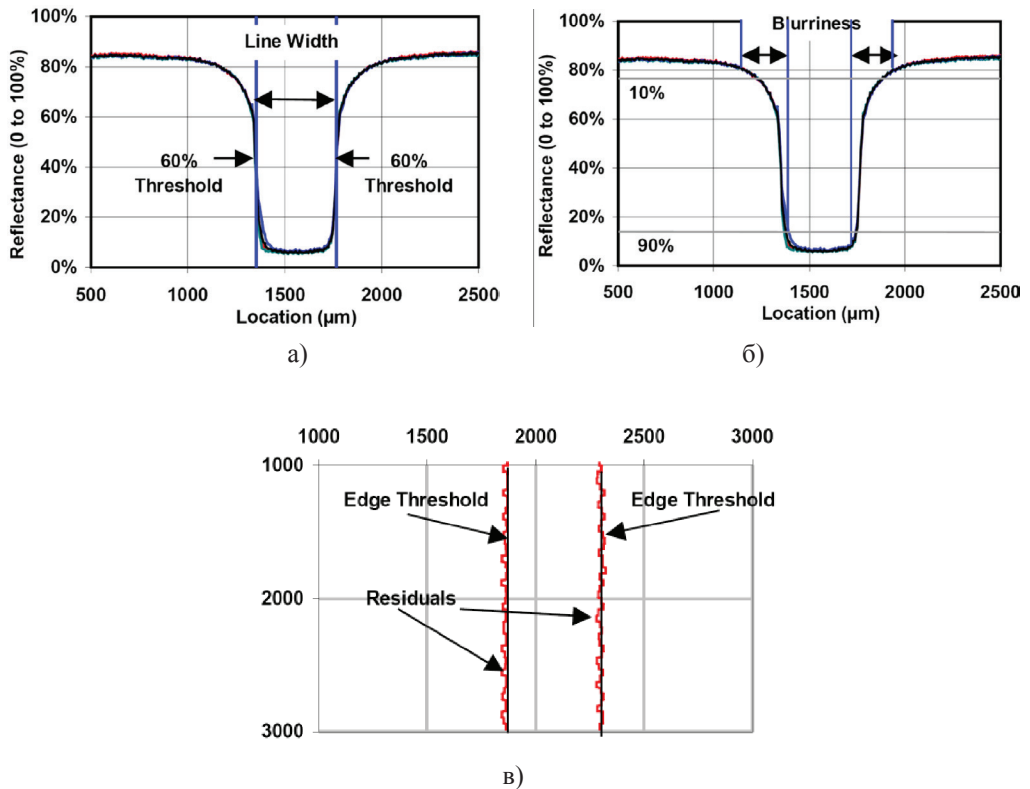 100%
80%
60%
40%
20%
0%
Reflectance (0 to 100%)
Line Width
60%
Threshold
60%
Threshold
500 1000 1500 2000 2500
Location (µm)
а)
100%
80%
60%
40%
20%
0%
Reflectance (0 to 100%)
Blurriness
10%
90%
500 1000 1500 2000 2500
Location (µm)
б)
1000 1500 2000 2500 3000
1000
2000
3000
Edge Threshold
Edge Threshold
Residuals
в)